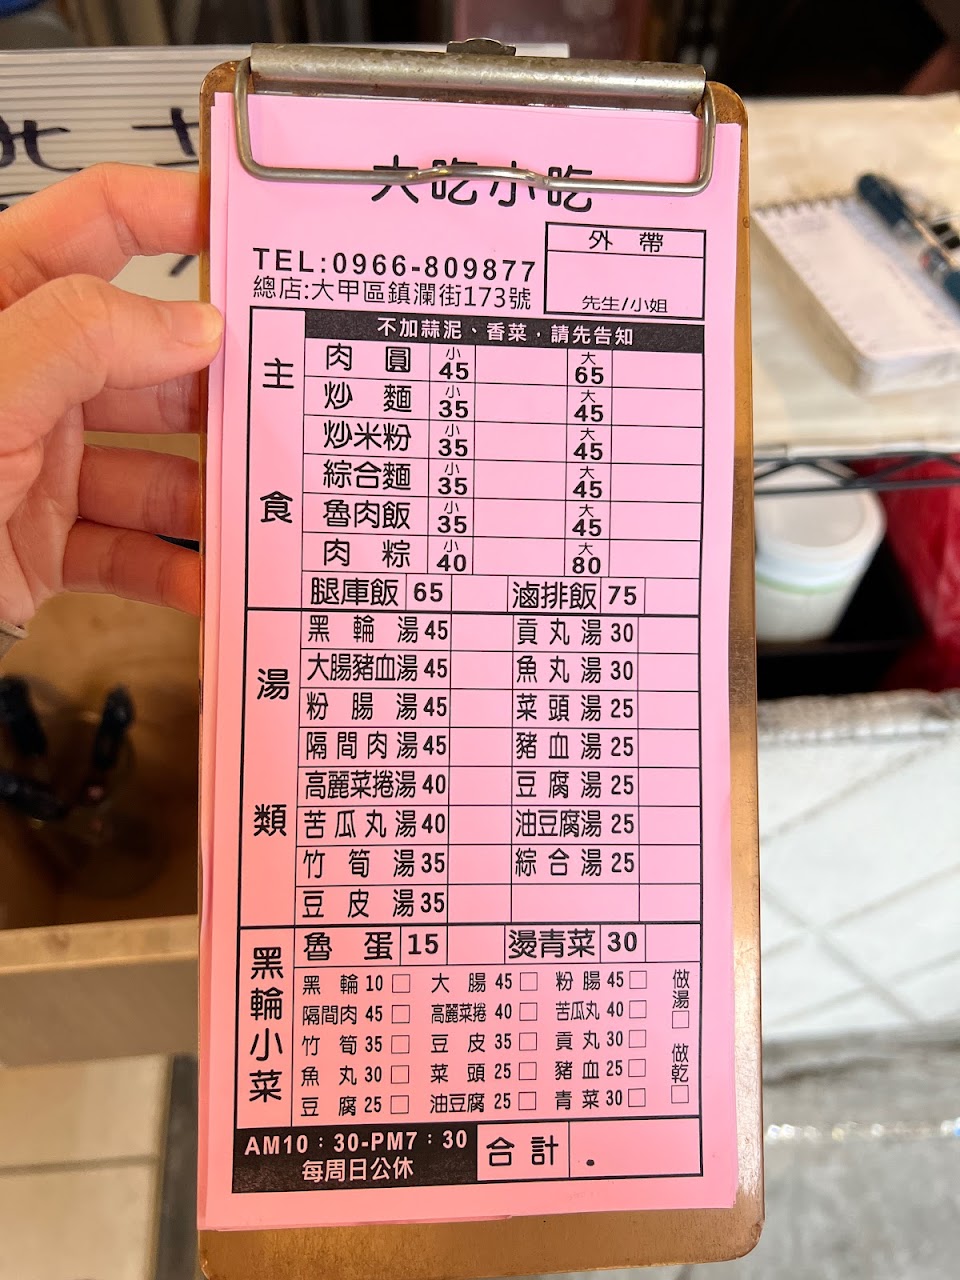 大吃小吃
外 帶
TEL:0966-809877
總店:大甲區鎮瀾街173號
先生/小姐
不加蒜泥、香菜,請先告知
主食
肉圓 小45 大65
炒麵 小35 大45
炒米粉 小35 大45
綜合麵 小35 大45
魯肉飯 小35 大45
肉粽 小40 大80
腿庫飯 65 滷排飯 75
湯類
黑輪湯 45 貢丸湯 30
大腸豬血湯 45 魚丸湯 30
粉腸湯 45 菜頭湯 25
隔間肉湯 45 豬血湯 25
高麗菜捲湯 40 豆腐湯 25
苦瓜丸湯 40 油豆腐湯 25
竹筍湯 35 綜合湯 25
豆皮湯 35
魯蛋 15 燙青菜 30
黑輪小菜
黑輪 10 □ 大腸 45 □ 粉腸 45 □
隔間肉 45 □ 高麗菜捲 40 □ 苦瓜丸 40 □
竹筍 35 □ 豆皮 35 □ 貢丸 30 □
魚丸 30 □ 菜頭 25 □ 豬血 25 □
豆腐 25 □ 油豆腐 25 □ 青菜 30 □
做湯 □
做乾 □
AM10:30-PM7:30
每周日公休
合計